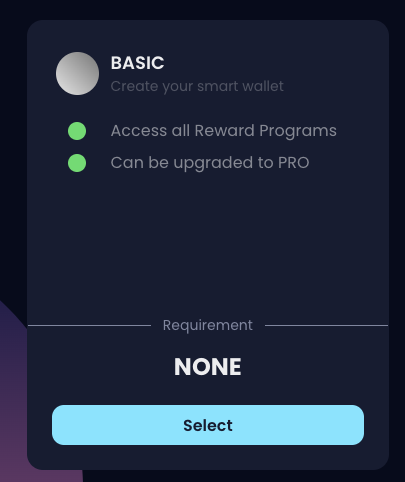 BASIC
Create your smart wallet
Access all Reward Programs
Can be upgraded to PRO
Requirement
NONE
Select